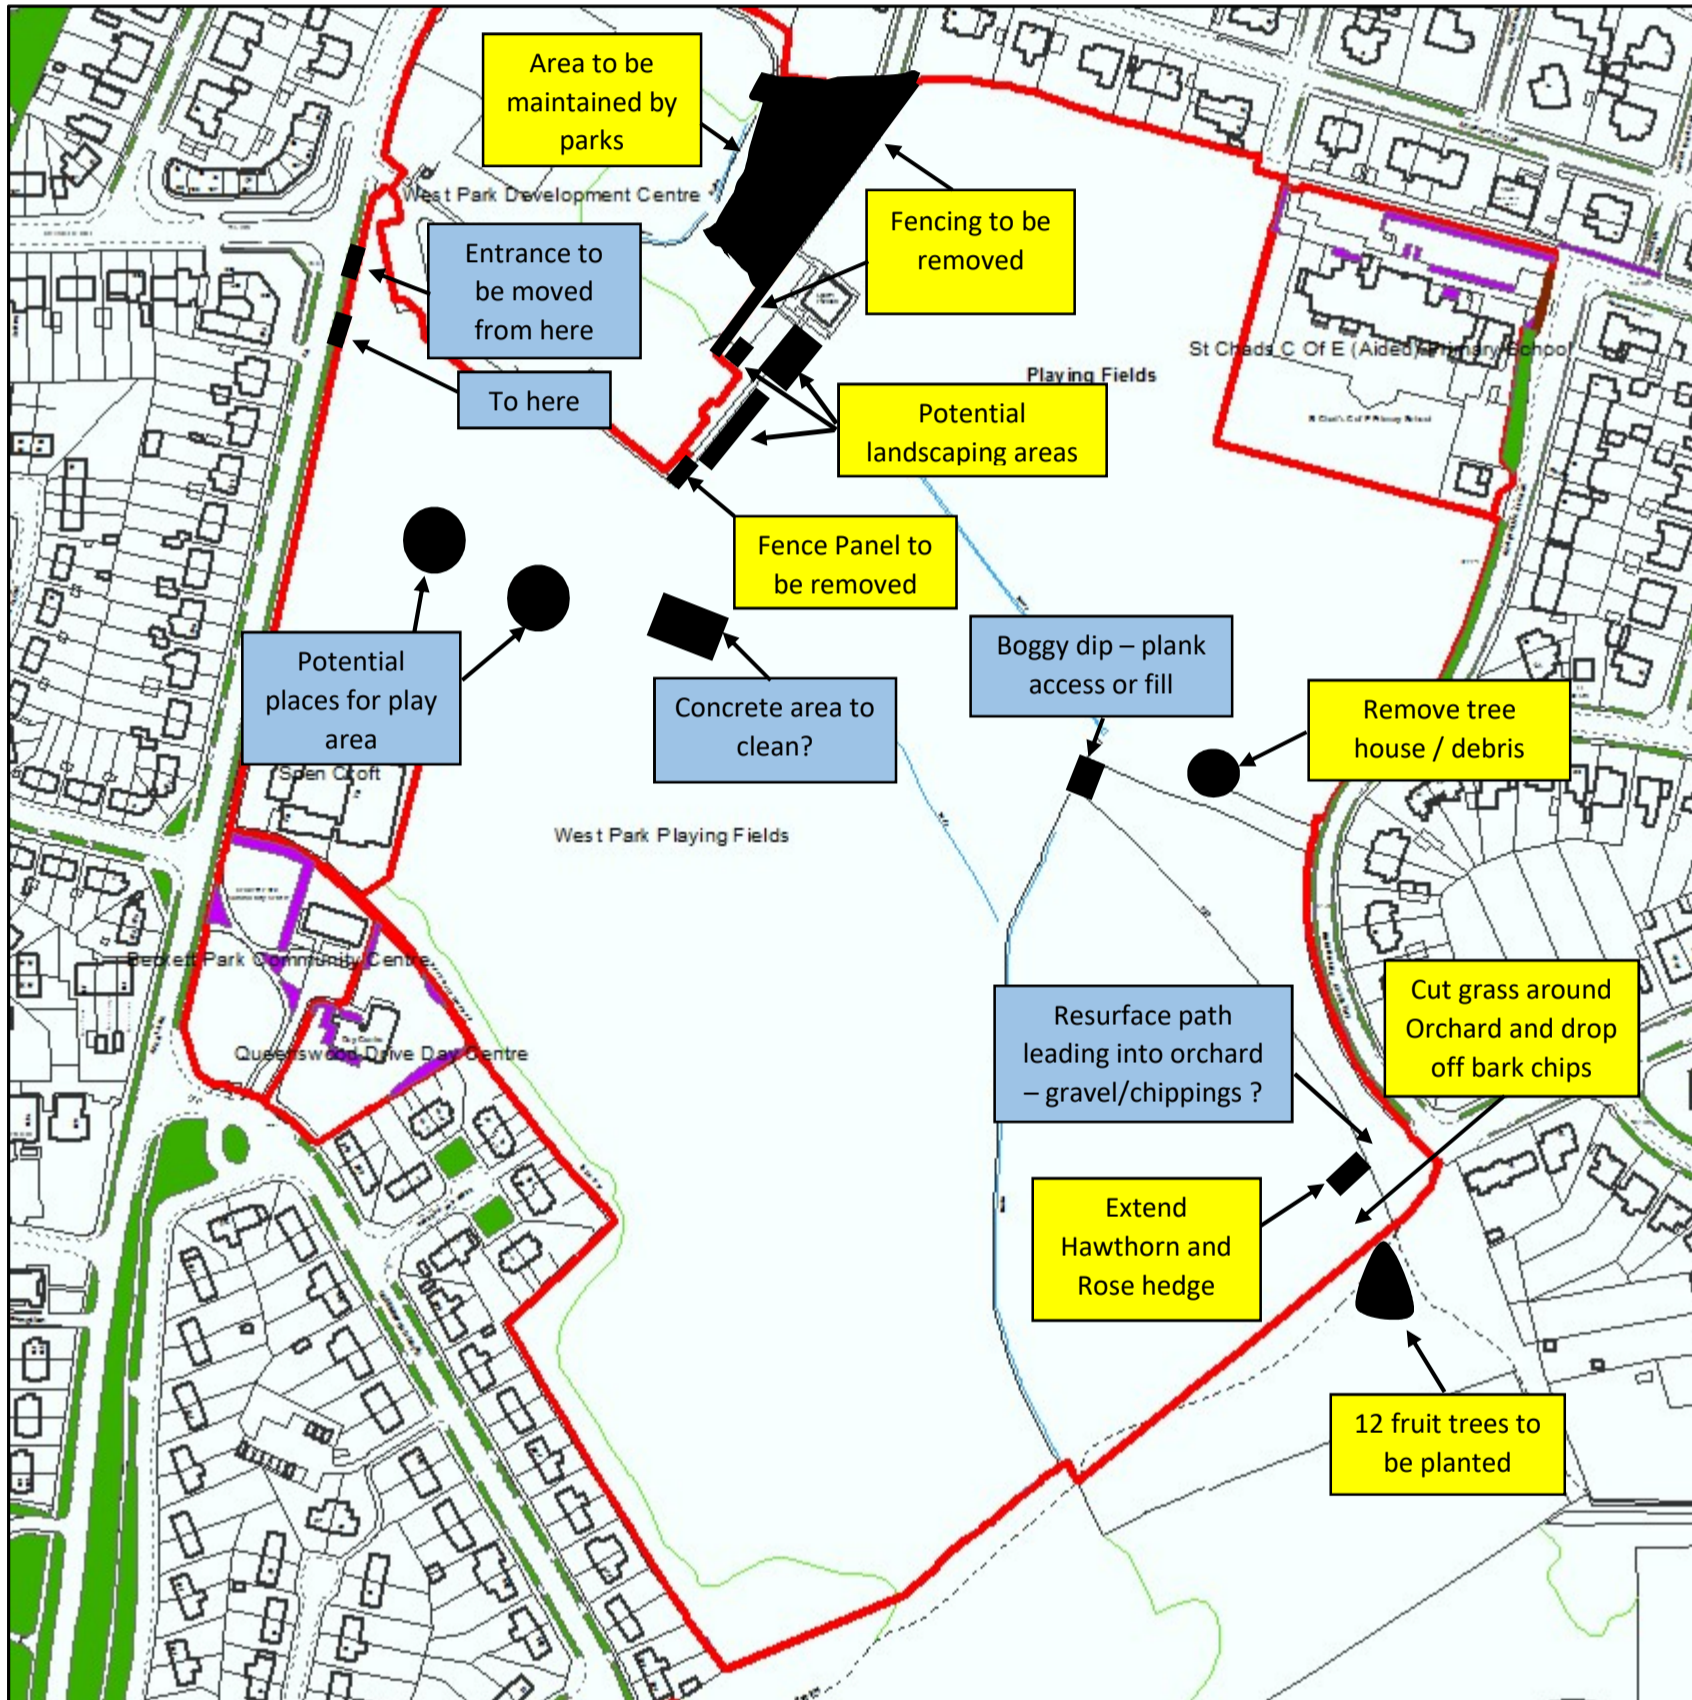 Area to be
maintained by
parks
West Park Development Centre
Fencing to be
removed
Entrance to
be moved
from here
To here
St Chads C Of E (Aided) Primary School
Playing Fields
Potential
landscaping areas
Fence Panel to
be removed
Boggy dip – plank
access or fill
Potential
places for play
area
Concrete area to
clean?
Remove tree
house / debris
Spen Croft
West Park Playing Fields
Beckett Park Community Centre
Queenswood Drive Day Centre
Resurface path
leading into orchard
– gravel/chippings ?
Cut grass around
Orchard and drop
off bark chips
Extend
Hawthorn and
Rose hedge
12 fruit trees to
be planted